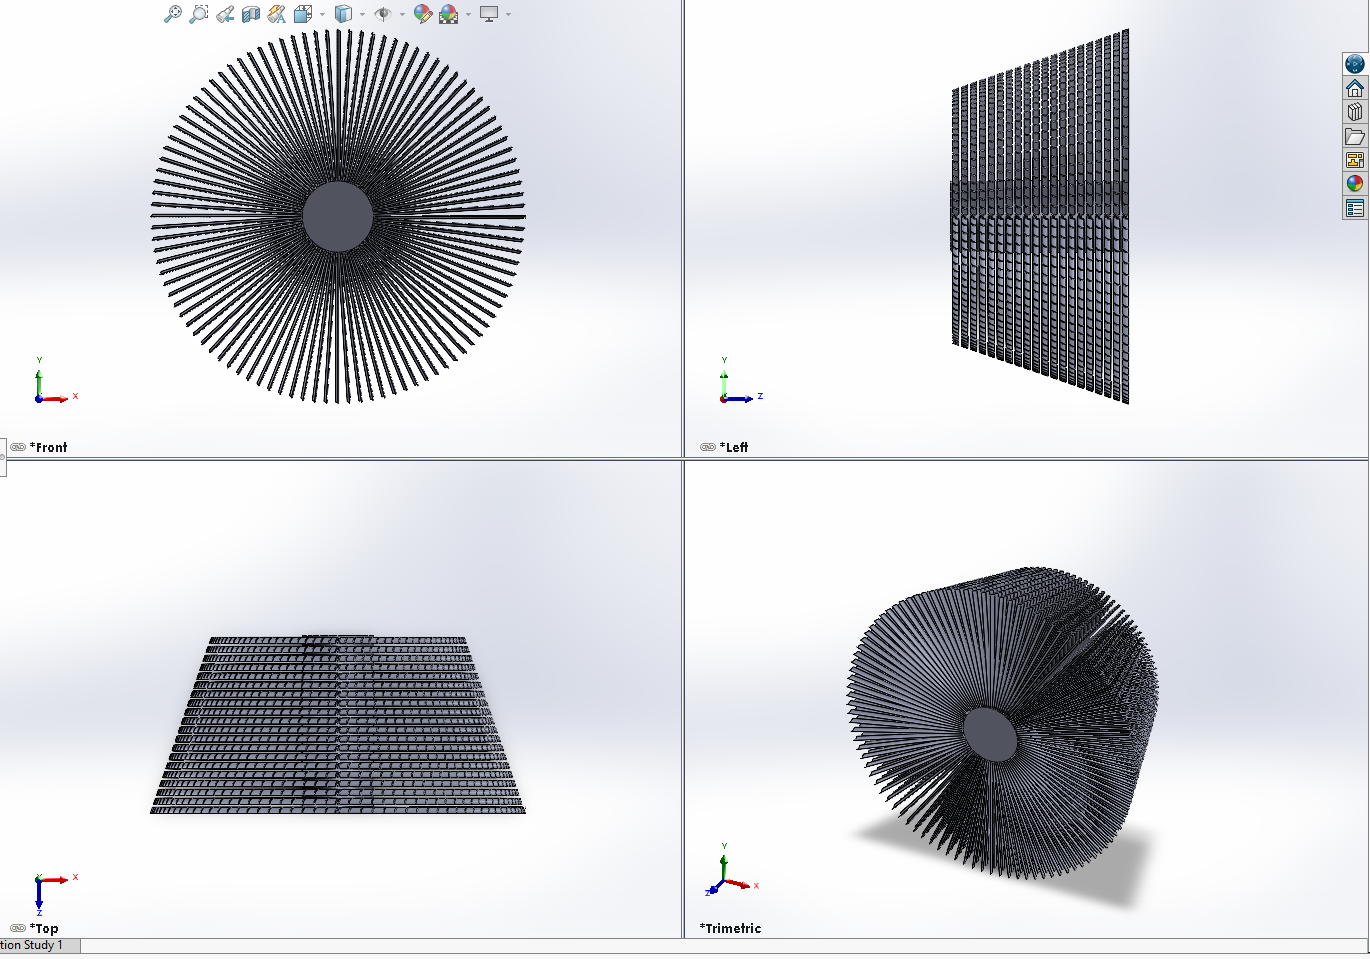 Y
X
*Front
Y
Z
*Left
X
Z
*Top
Y
X
Z
*Trimetric
tion Study 1